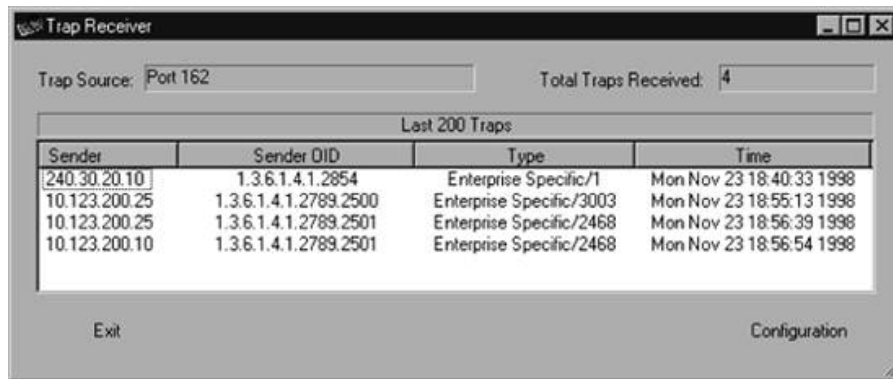 Trap Receiver
Trap Source: Port 162 Total Traps Received: 4
Last 200 Traps
Sender Sender OID Type Time
240.30.20.10 1.3.6.1.4.1.2854 Enterprise Specific/1 Mon Nov 23 18:40:33 1998
10.123.200.25 1.3.6.1.4.1.2789.2500 Enterprise Specific/3003 Mon Nov 23 18:55:13 1998
10.123.200.25 1.3.6.1.4.1.2789.2501 Enterprise Specific/2468 Mon Nov 23 18:56:39 1998
10.123.200.10 1.3.6.1.4.1.2789.2501 Enterprise Specific/2468 Mon Nov 23 18:56:54 1998
Exit Configuration